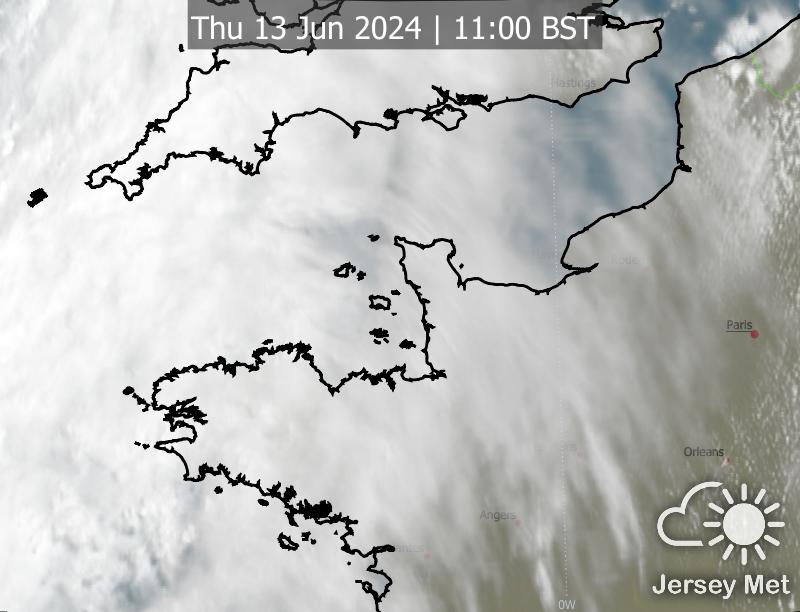 Thu 13 Jun 2024 | 11:00 BST
Hastings
Paris
Orleans
Angers
Jersey Met
0W